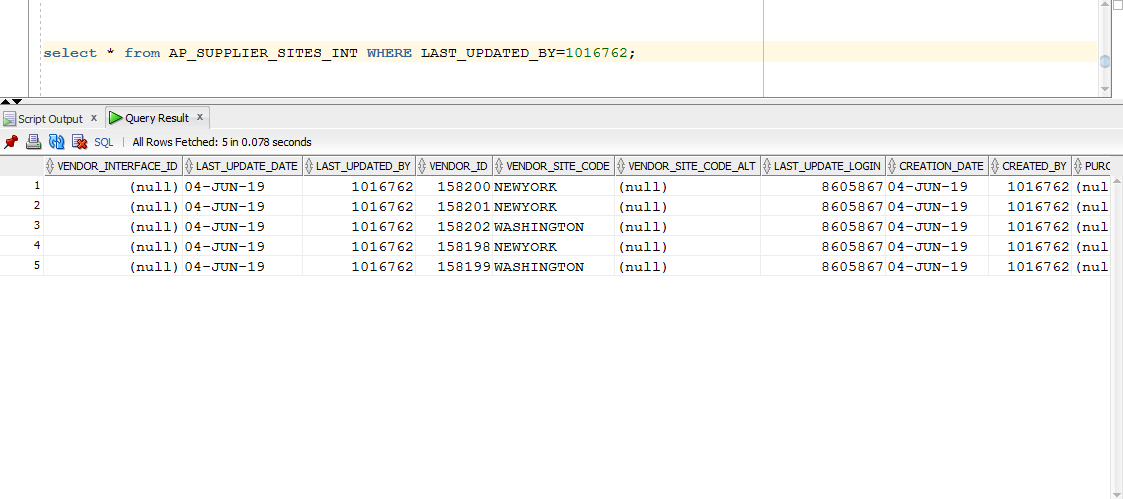 select * from AP_SUPPLIER_SITES_INT WHERE LAST_UPDATED_BY=1016762;
Script Output x Query Result x
SQL | All Rows Fetched: 5 in 0.078 seconds
VENDOR_INTERFACE_ID LAST_UPDATE_DATE LAST_UPDATED_BY VENDOR_ID VENDOR_SITE_CODE VENDOR_SITE_CODE_ALT LAST_UPDATE_LOGIN CREATION_DATE CREATED_BY PURC
1 (null) 04-JUN-19 1016762 158200 NEWYORK (null) 8605867 04-JUN-19 1016762 (nul
2 (null) 04-JUN-19 1016762 158201 NEWYORK (null) 8605867 04-JUN-19 1016762 (nul
3 (null) 04-JUN-19 1016762 158202 WASHINGTON (null) 8605867 04-JUN-19 1016762 (nul
4 (null) 04-JUN-19 1016762 158198 NEWYORK (null) 8605867 04-JUN-19 1016762 (nul
5 (null) 04-JUN-19 1016762 158199 WASHINGTON (null) 8605867 04-JUN-19 1016762 (nul